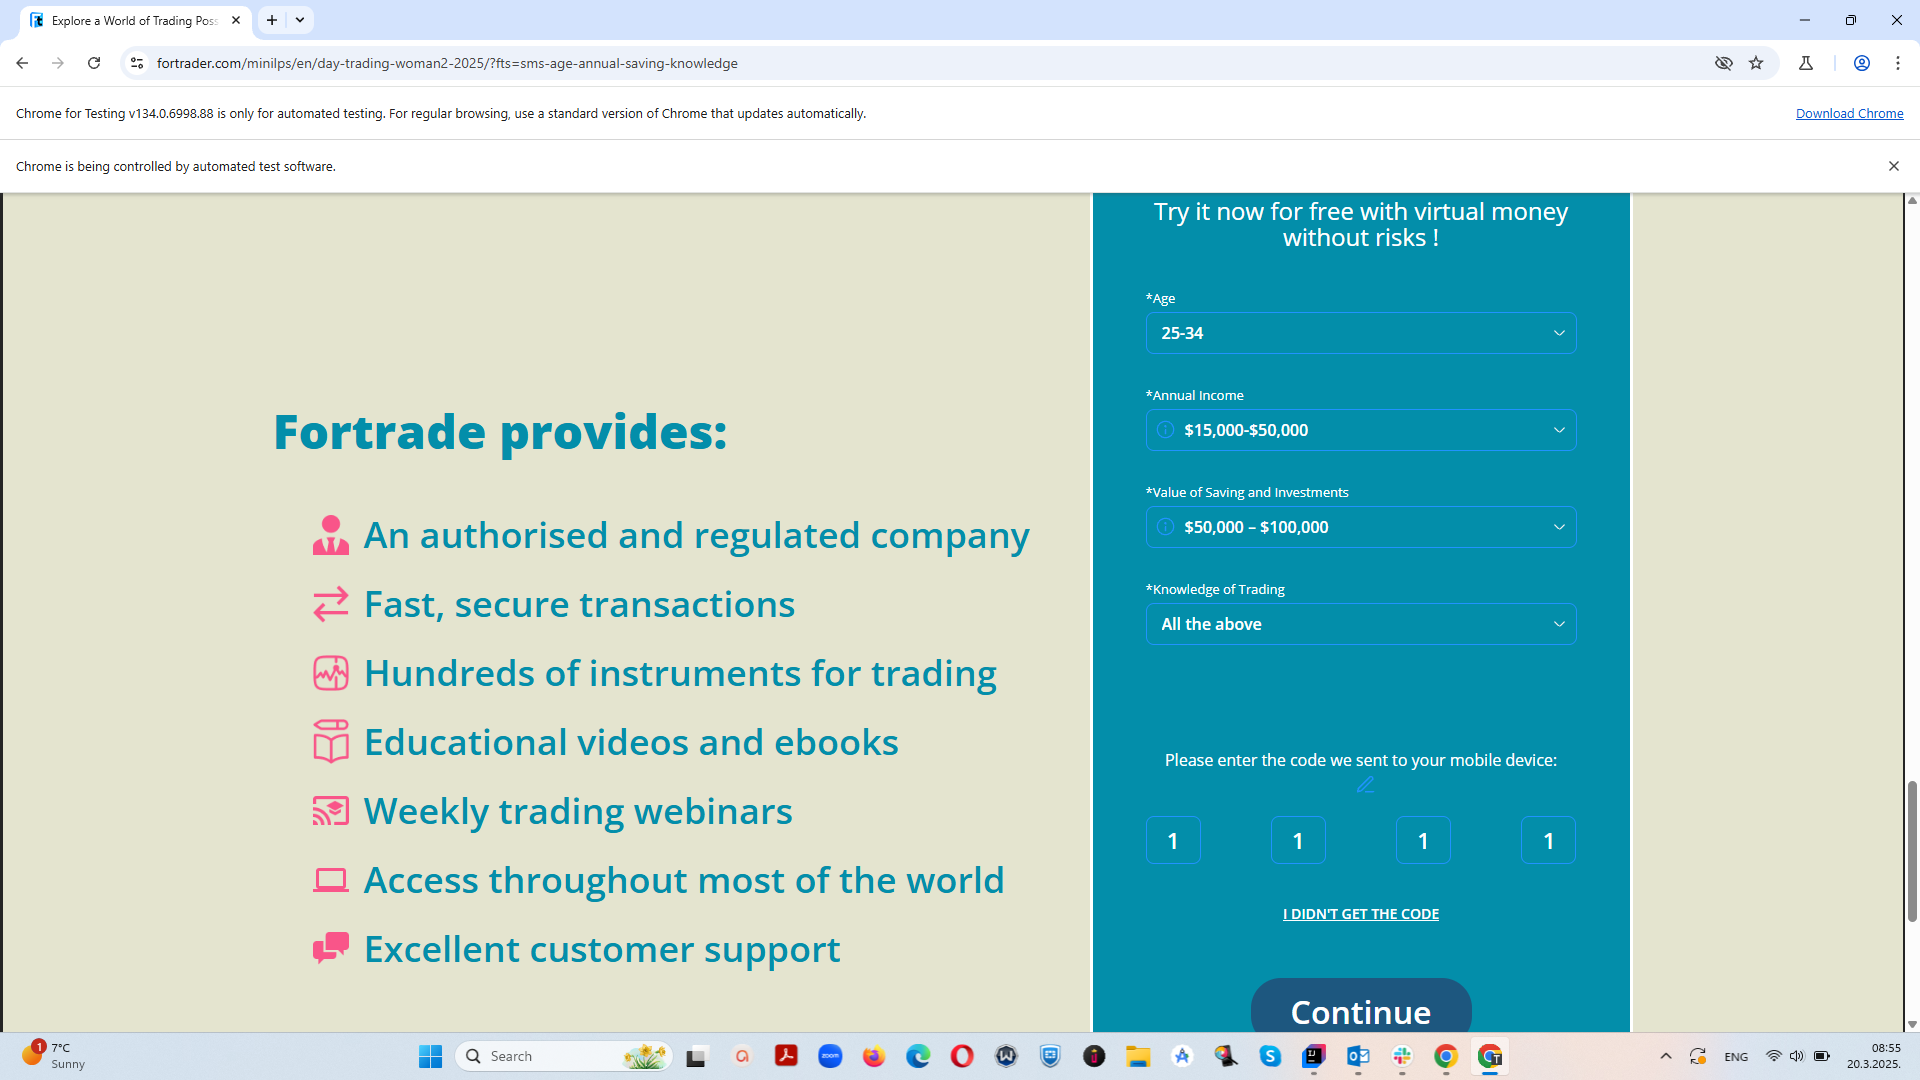 Explore a World of Trading Poss
fortrader.com/minilps/en/day-trading-woman2-2025/?fts=sms-age-annual-saving-knowledge
Chrome for Testing v134.0.6998.88 is only for automated testing. For regular browsing, use a standard version of Chrome that updates automatically.
Download Chrome
Chrome is being controlled by automated test software.
Fortrade provides:
An authorised and regulated company
Fast, secure transactions
Hundreds of instruments for trading
Educational videos and ebooks
Weekly trading webinars
Access throughout most of the world
Excellent customer support
Try it now for free with virtual money
without risks !
*Age
25-34
*Annual Income
$15,000-$50,000
*Value of Saving and Investments
$50,000 – $100,000
*Knowledge of Trading
All the above
Please enter the code we sent to your mobile device:
1 1 1 1
I DIDN'T GET THE CODE
Continue
1
7°C
Sunny
Search
zoom
ENG
08:55
20.3.2025.